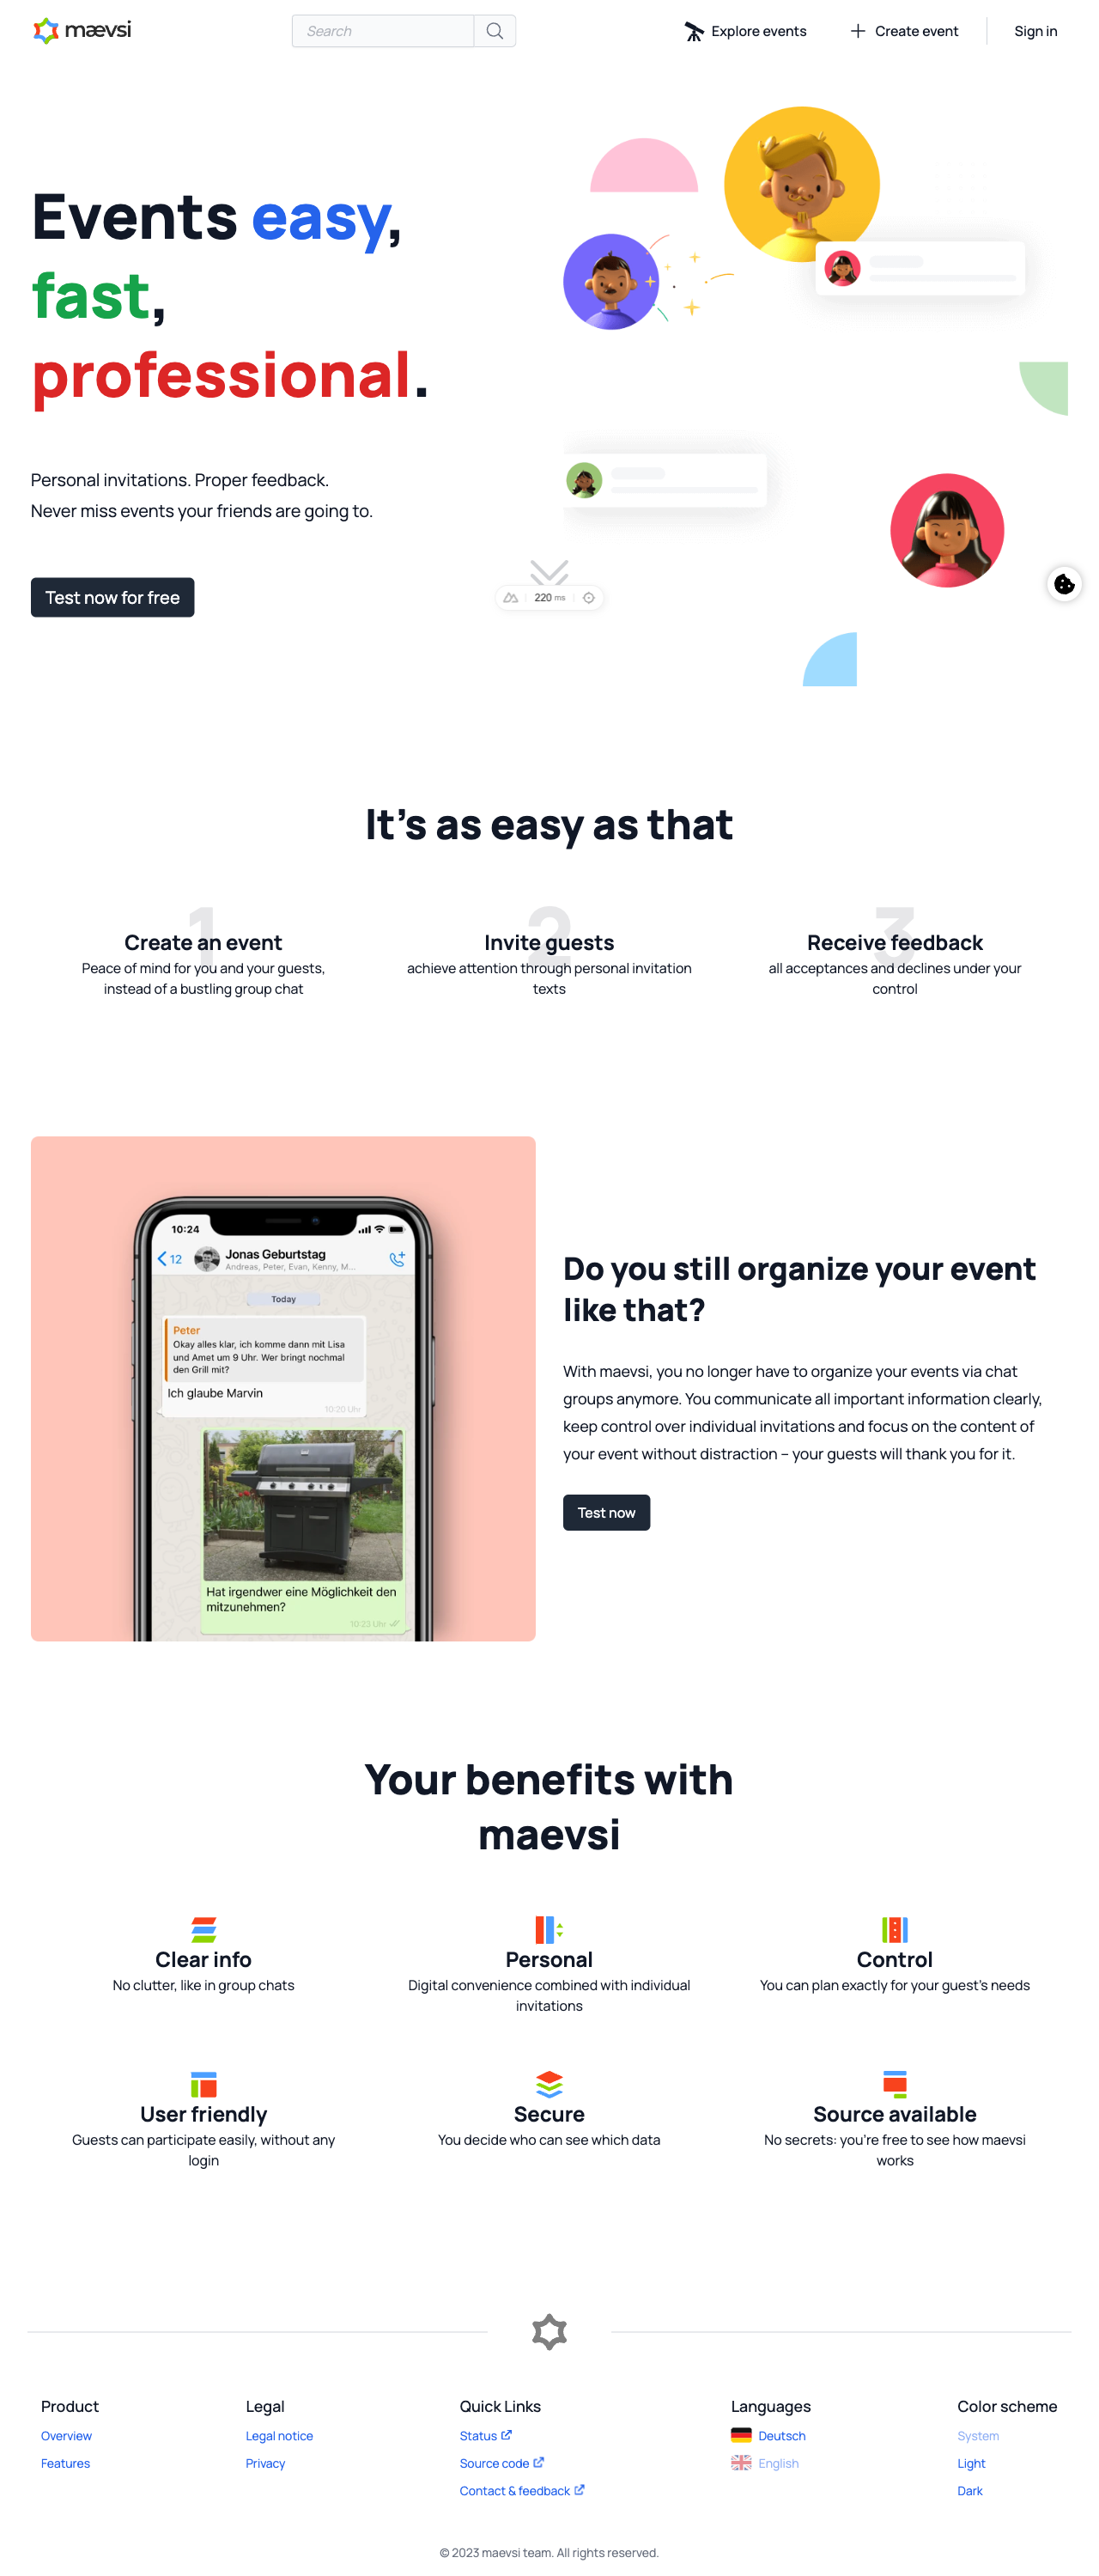 mævsi
Search
Explore events
Create event
Sign in
Events easy,
fast,
professional.
Personal invitations. Proper feedback.
Never miss events your friends are going to.
Test now for free
220 ms
It's as easy as that
1
Create an event
Peace of mind for you and your guests,
instead of a bustling group chat
2
Invite guests
achieve attention through personal invitation
texts
3
Receive feedback
all acceptances and declines under your
control
10:24
12
Jonas Geburtstag
Andreas, Peter, Evan, Kenny, M...
Today
Peter
Okay alles klar, ich komme dann mit Lisa
und Amet um 9 Uhr. Wer bringt nochmal
den Grill mit?
Ich glaube Marvin
10:20 Uhr
Hat irgendwer eine Möglichkeit den
mitzunehmen?
10:23 Uhr
Do you still organize your event
like that?
With maevsi, you no longer have to organize your events via chat
groups anymore. You communicate all important information clearly,
keep control over individual invitations and focus on the content of
your event without distraction – your guests will thank you for it.
Test now
Your benefits with
maevsi
Clear info
No clutter, like in group chats
Personal
Digital convenience combined with individual
invitations
Control
You can plan exactly for your guest's needs
User friendly
Guests can participate easily, without any
login
Secure
You decide who can see which data
Source available
No secrets: you're free to see how maevsi
works
Product
Overview
Features
Legal
Legal notice
Privacy
Quick Links
Status
Source code
Contact & feedback
Languages
Deutsch
English
Color scheme
System
Light
Dark
© 2023 maevsi team. All rights reserved.